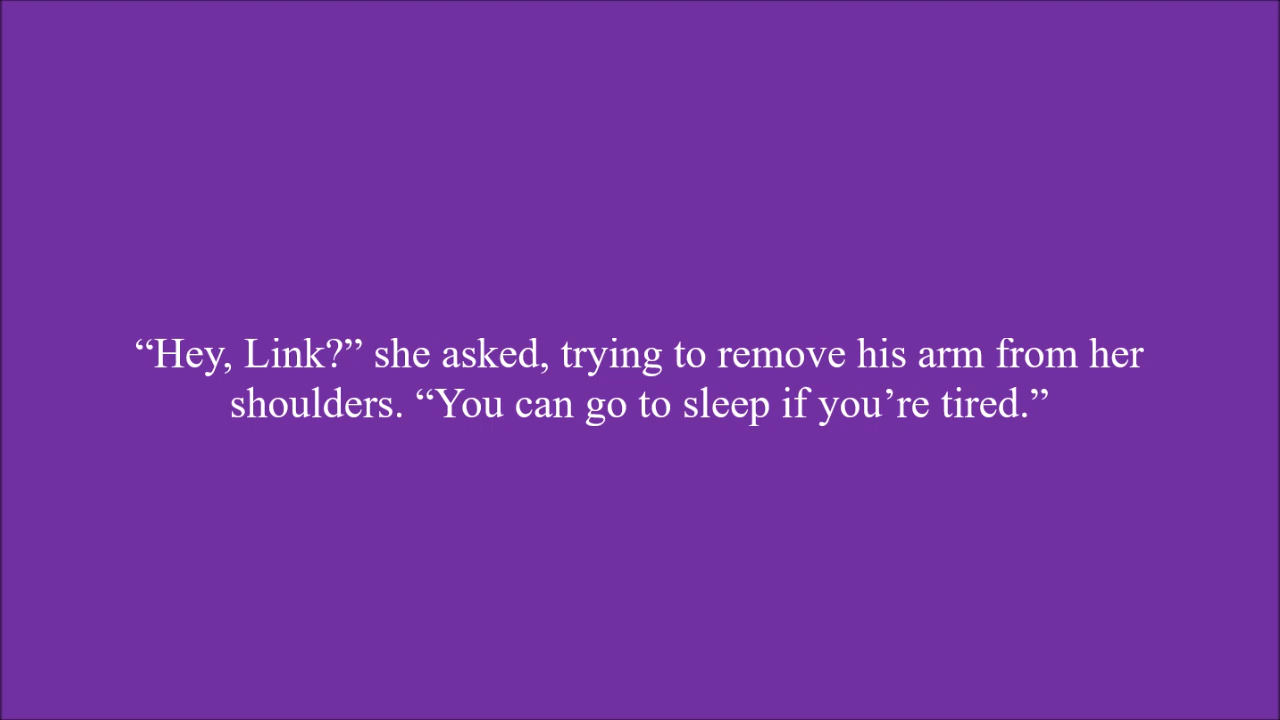 “Hey, Link?” she asked, trying to remove his arm from her
shoulders. “You can go to sleep if you’re tired.”